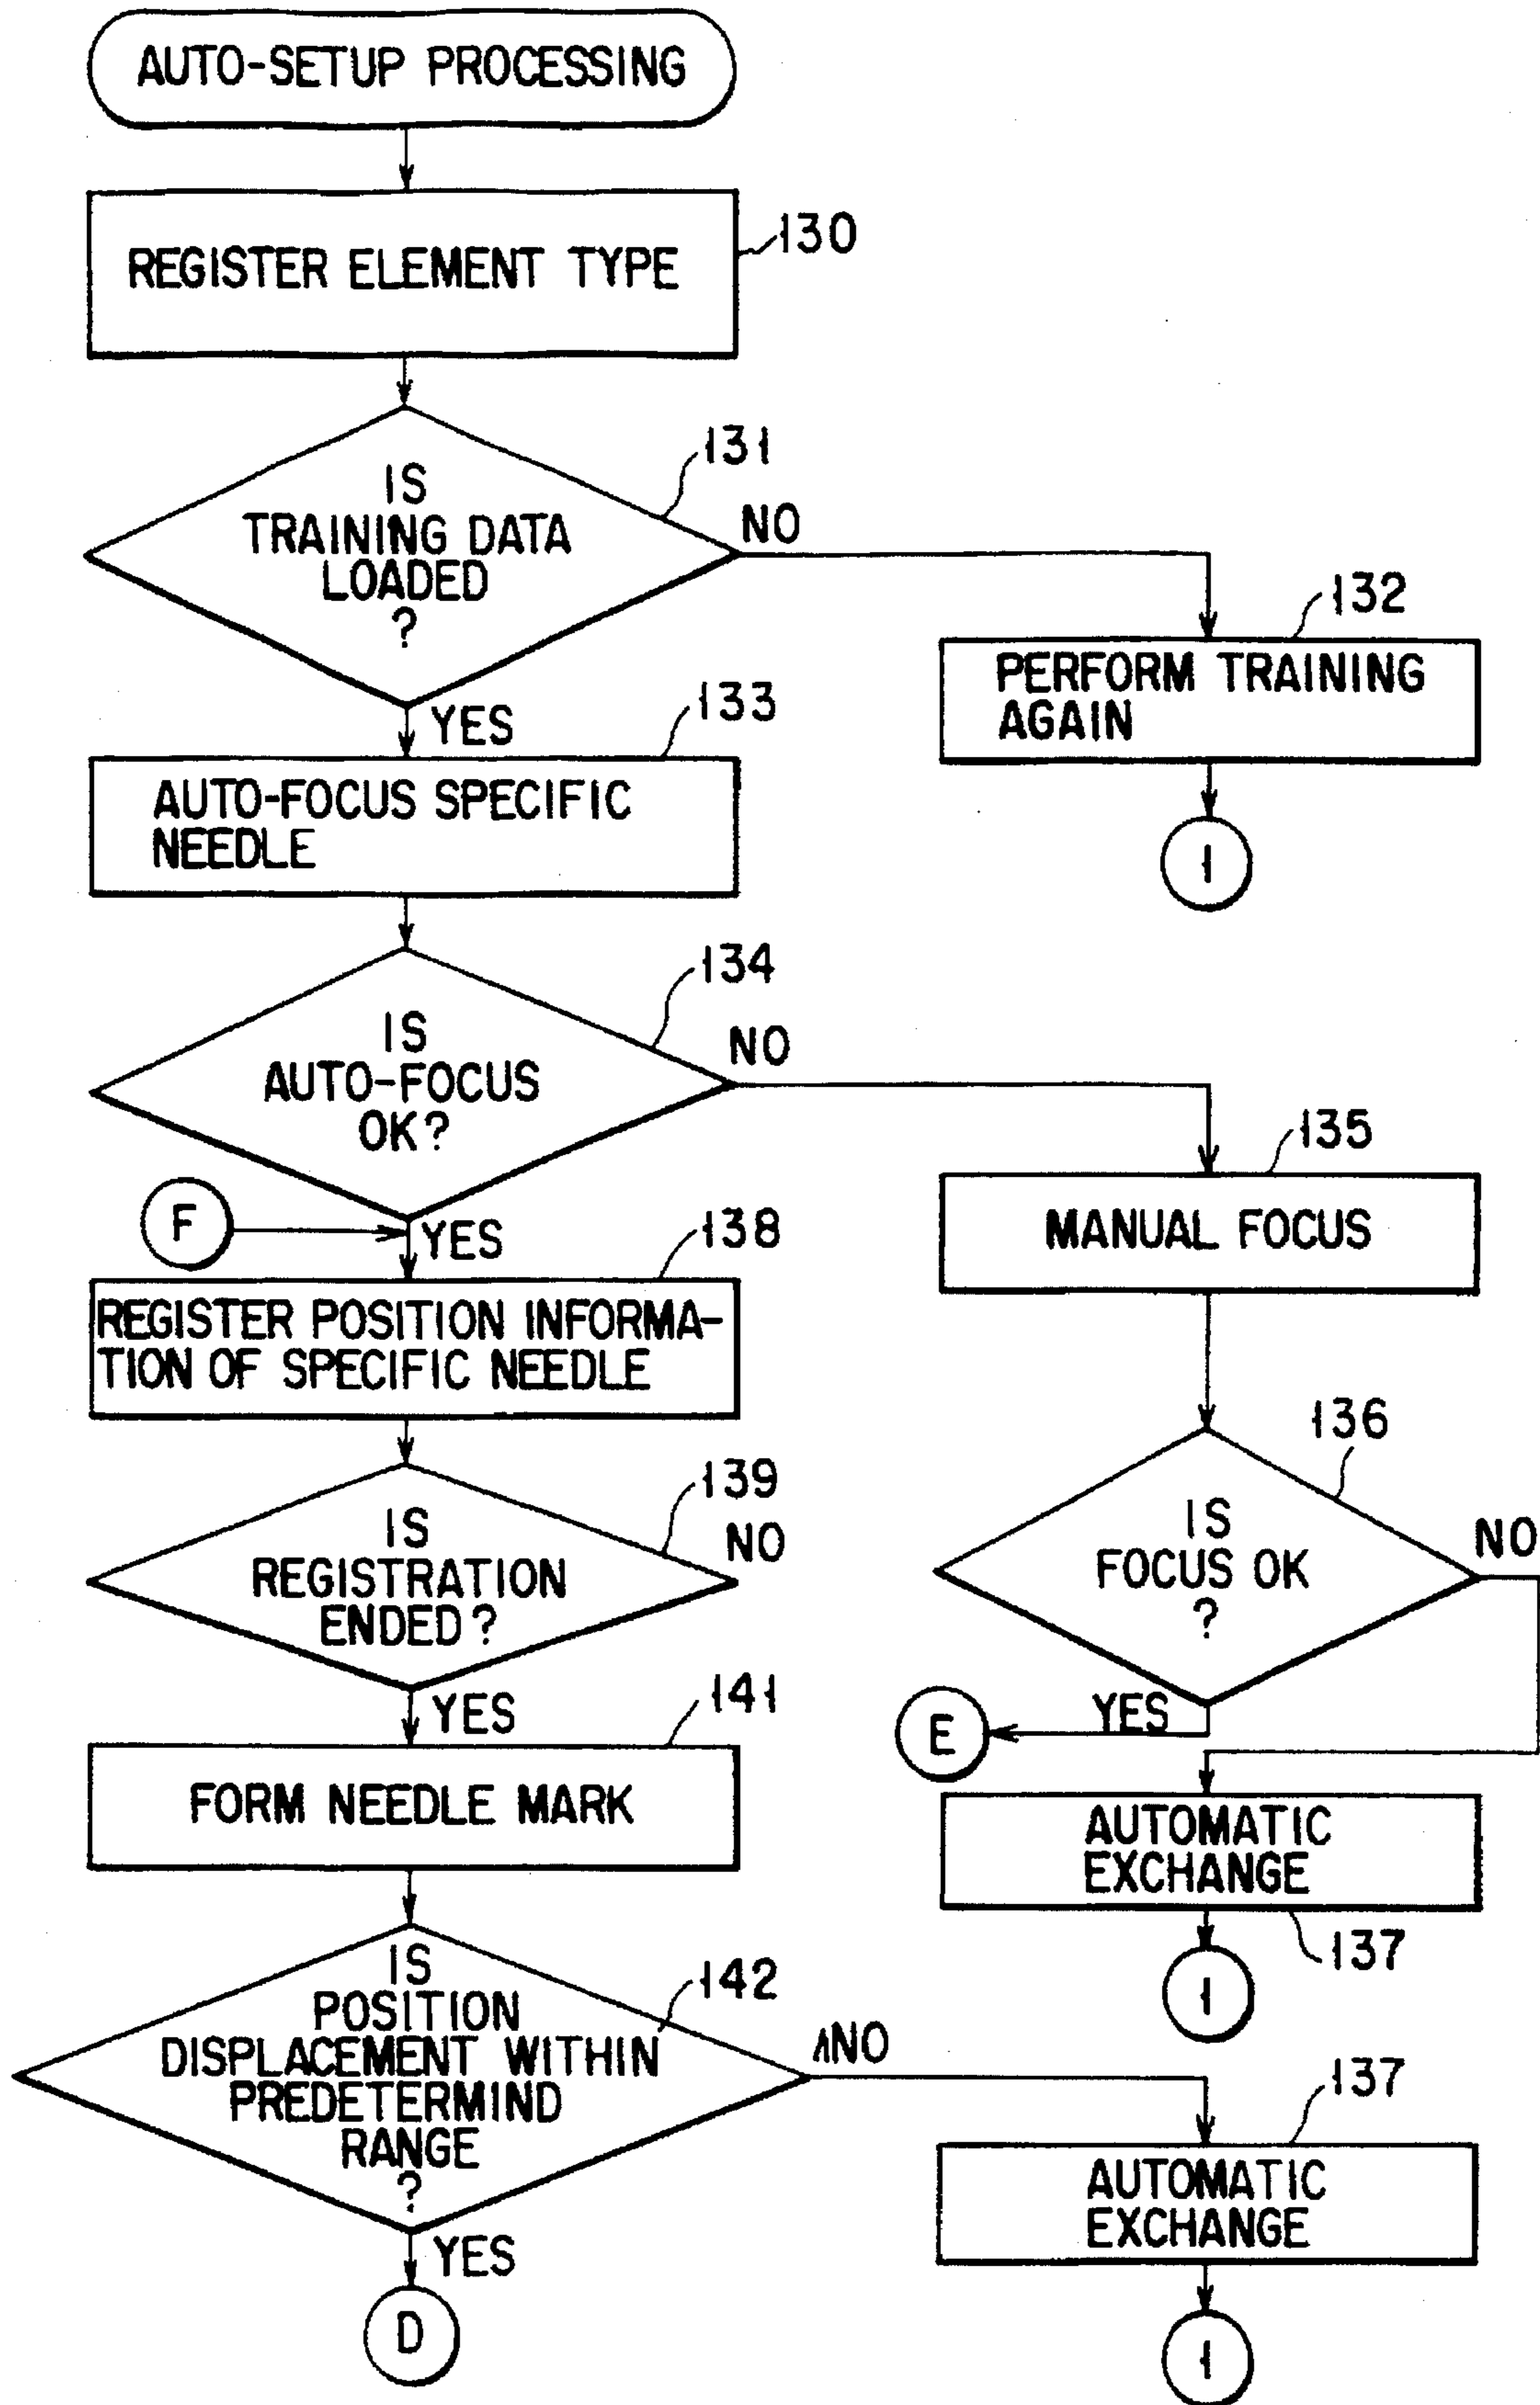 AUTO-SETUP PROCESSING
REGISTER ELEMENT TYPE
130
IS
TRAINING DATA
LOADED
?
131
NO
YES
132
PERFORM TRAINING
AGAIN
1
133
AUTO-FOCUS SPECIFIC
NEEDLE
134
IS
AUTO-FOCUS
OK?
NO
YES
F
135
MANUAL FOCUS
138
REGISTER POSITION INFORMA-
TION OF SPECIFIC NEEDLE
136
IS
FOCUS OK
?
NO
YES
E
139
IS
REGISTRATION
ENDED?
NO
YES
141
FORM NEEDLE MARK
AUTOMATIC
EXCHANGE
137
1
142
IS
POSITION
DISPLACEMENT WITHIN
PREDETERMIND
RANGE
?
NO
YES
D
137
AUTOMATIC
EXCHANGE
1